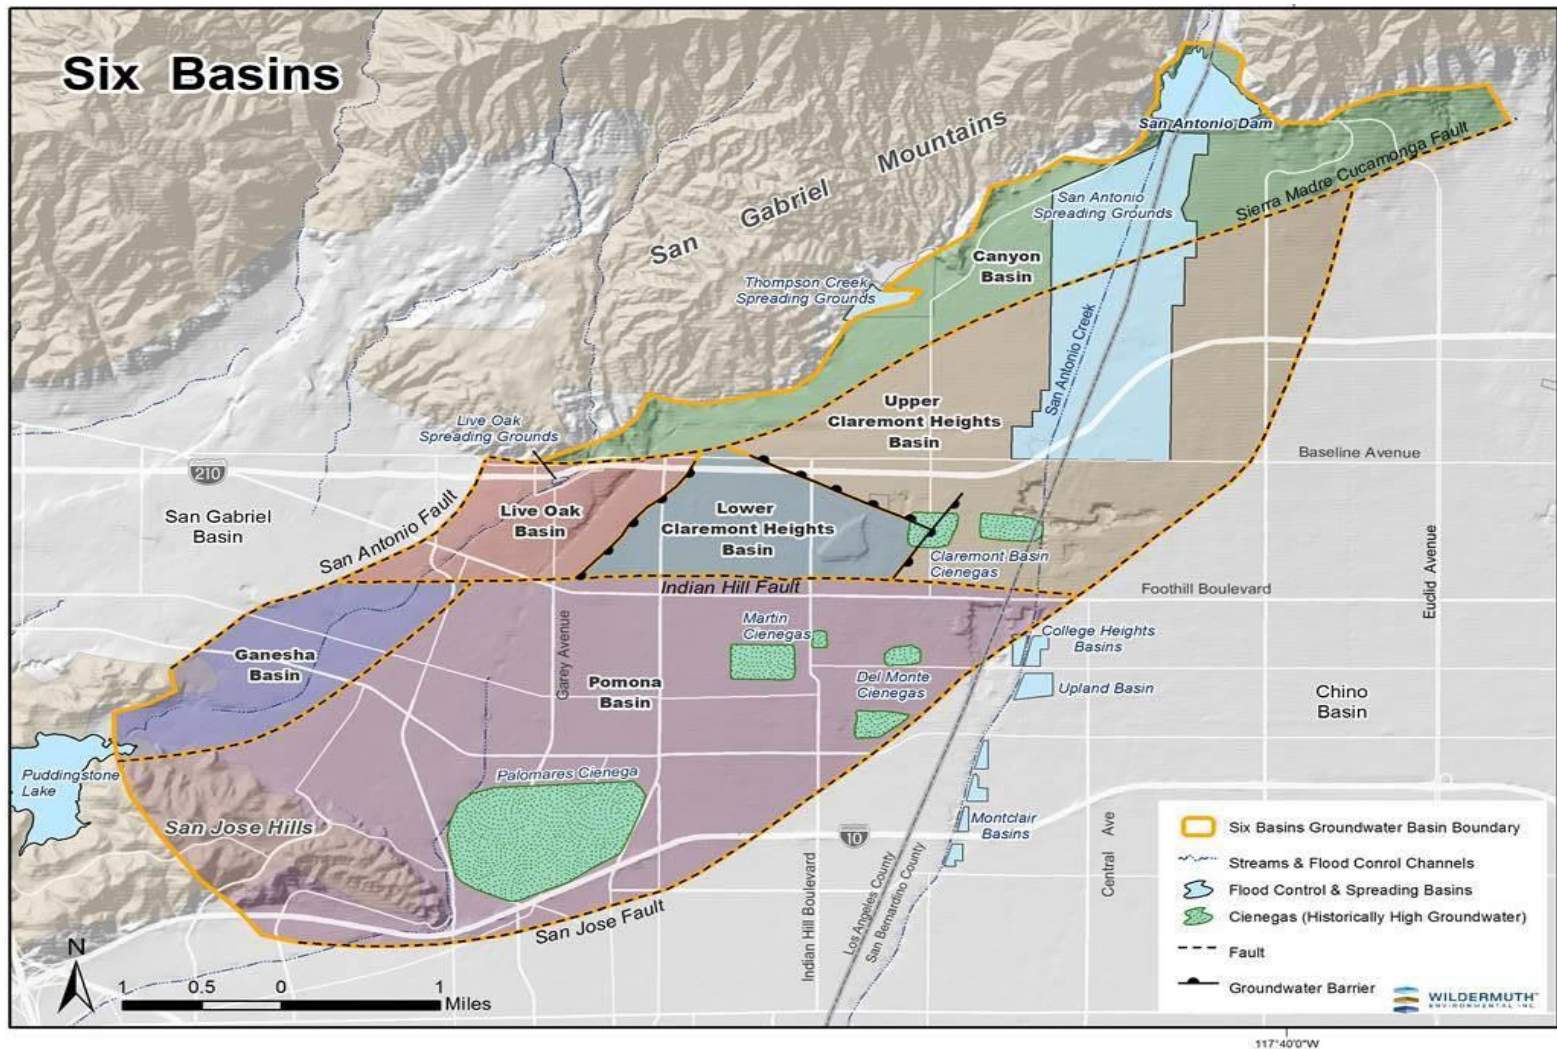 Six Basins
San Antonio Dam
San Gabriel Mountains
Sierra Madre Cucamonga Fault
San Antonio
Spreading Grounds
Canyon
Basin
Thompson Creek
Spreading Grounds
San Antonio Creek
Upper
Claremont Heights
Basin
Live Oak
Spreading Grounds
Baseline Avenue
210
San Gabriel
Basin
San Antonio Fault
Live Oak
Basin
Lower
Claremont Heights
Basin
Claremont Basin
Cienegas
Euclid Avenue
Indian Hill Fault
Foothill Boulevard
Martin
Cienegas
College Heights
Basins
Garey Avenue
Ganesha
Basin
Pomona
Basin
Del Monte
Cienegas
Upland Basin
Chino
Basin
Puddingstone
Lake
Palomares Cienega
San Jose Hills
Montclair
Basins
10
Indian Hill Boulevard
Los Angeles County
San Bernardino County
Central Ave
San Jose Fault
N
1 0.5 0 1
Miles
Six Basins Groundwater Basin Boundary
Streams & Flood Conrol Channels
Flood Control & Spreading Basins
Cienegas (Historically High Groundwater)
Fault
Groundwater Barrier
WILDERMUTH™
ENVIRONMENTAL INC.
117°40'0"W